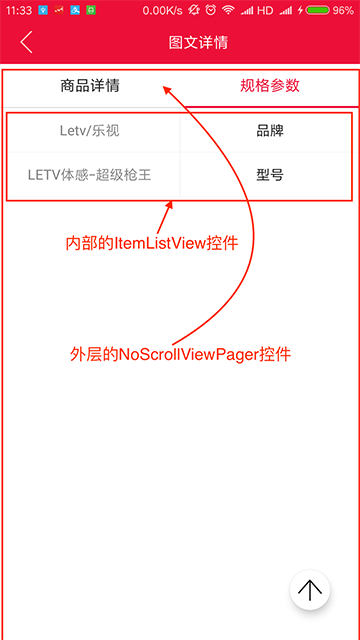 11:33 0.00K/s HD 96%
图文详情
商品详情 规格参数
Letv/乐视 品牌
LETV体感-超级枪王 型号
内部的ItemListView控件
外层的NoScrollViewPager控件